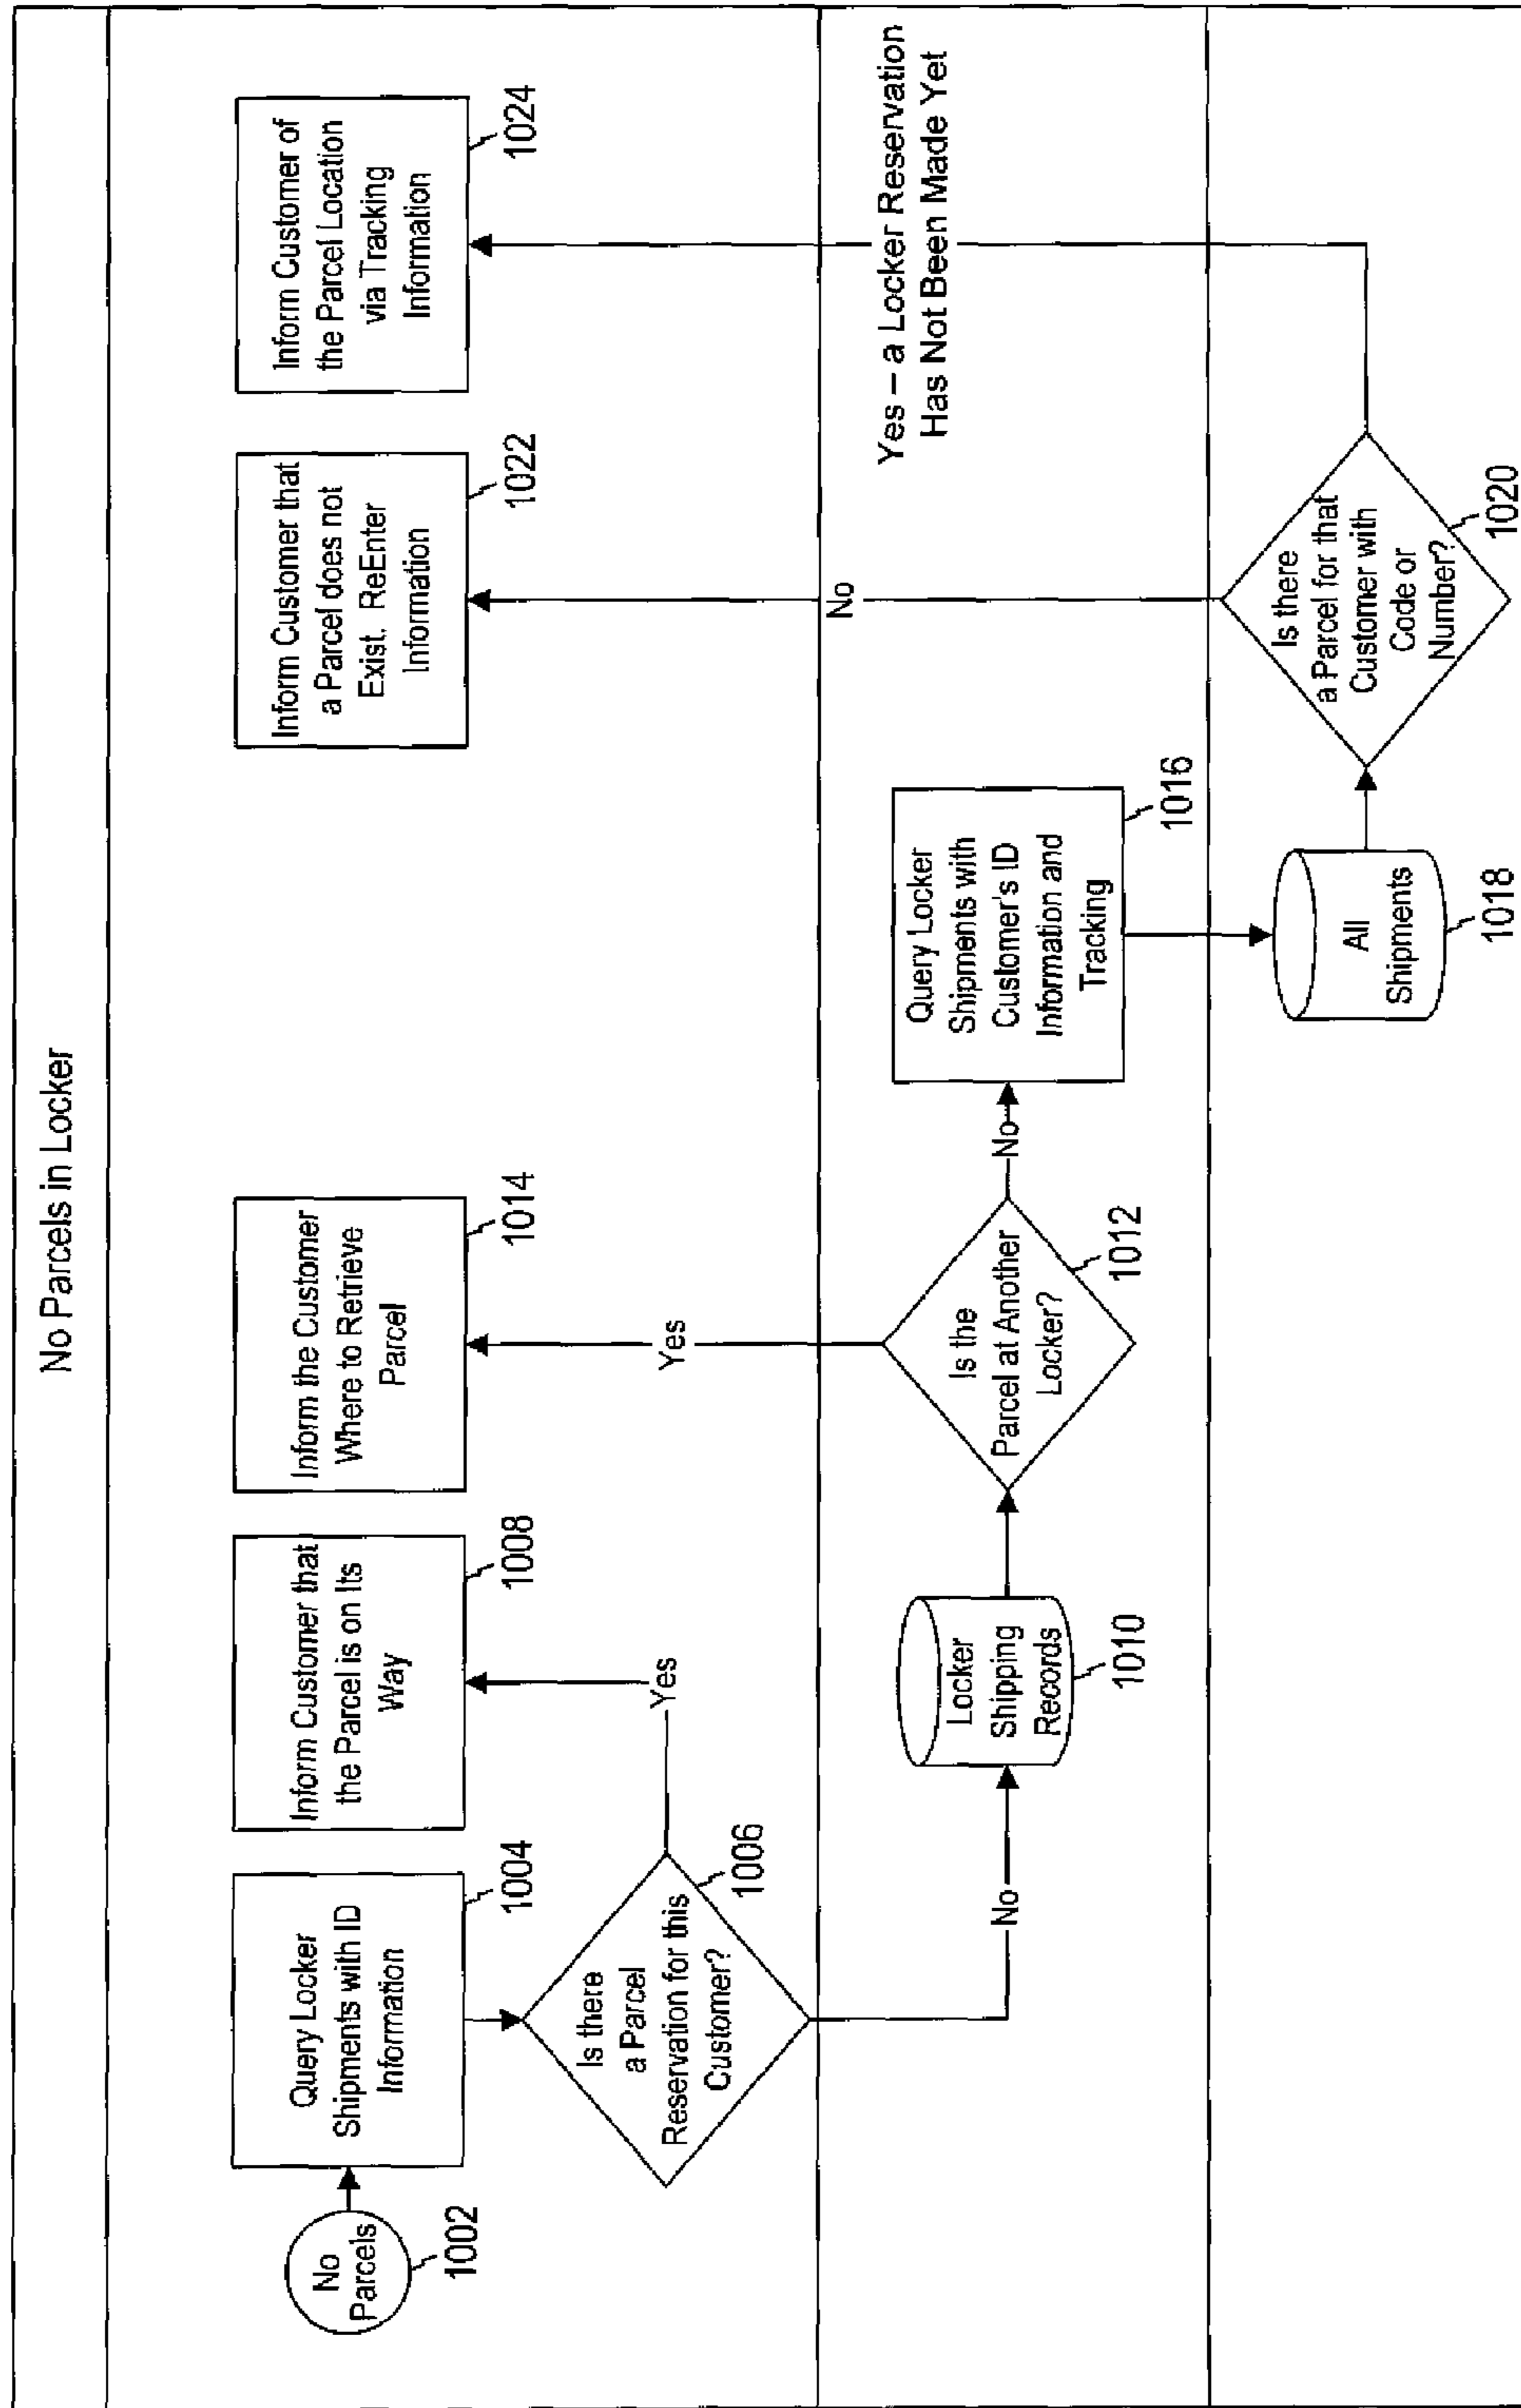 No Parcels in Locker
No
Parcels
1002
Query Locker
Shipments with ID
Information
1004
Is there
a Parcel
Reservation for this
Customer?
1006
Yes
Inform Customer that
the Parcel is on Its
Way
1008
No
Locker
Shipping
Records
1010
Is the
Parcel at Another
Locker?
1012
Yes
Inform the Customer
Where to Retrieve
Parcel
1014
No
Query Locker
Shipments with
Customer's ID
Information and
Tracking
1016
All
Shipments
1018
Is there
a Parcel for that
Customer with
Code or
Number?
1020
No
Inform Customer that
a Parcel does not
Exist. ReEnter
Information
1022
Yes – a Locker Reservation
Has Not Been Made Yet
Inform Customer of
the Parcel Location
via Tracking
Information
1024